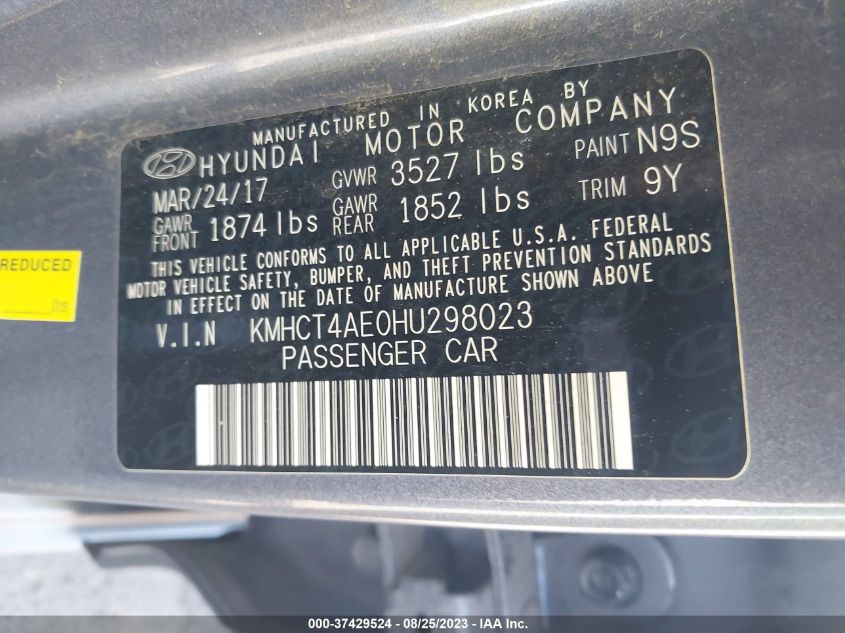 MANUFACTURED IN KOREA BY
HYUNDAI MOTOR COMPANY
MAR/24/17 GVWR 3527 lbs PAINT N9S
GAWR FRONT 1874 lbs GAWR REAR 1852 lbs TRIM 9Y
THIS VEHICLE CONFORMS TO ALL APPLICABLE U.S.A. FEDERAL
MOTOR VEHICLE SAFETY, BUMPER, AND THEFT PREVENTION STANDARDS
IN EFFECT ON THE DATE OF MANUFACTURE SHOWN ABOVE
V.I.N KMHCT4AE0HU298023
PASSENGER CAR
REDUCED
lbs
000-37429524 - 08/25/2023 - IAAI.com